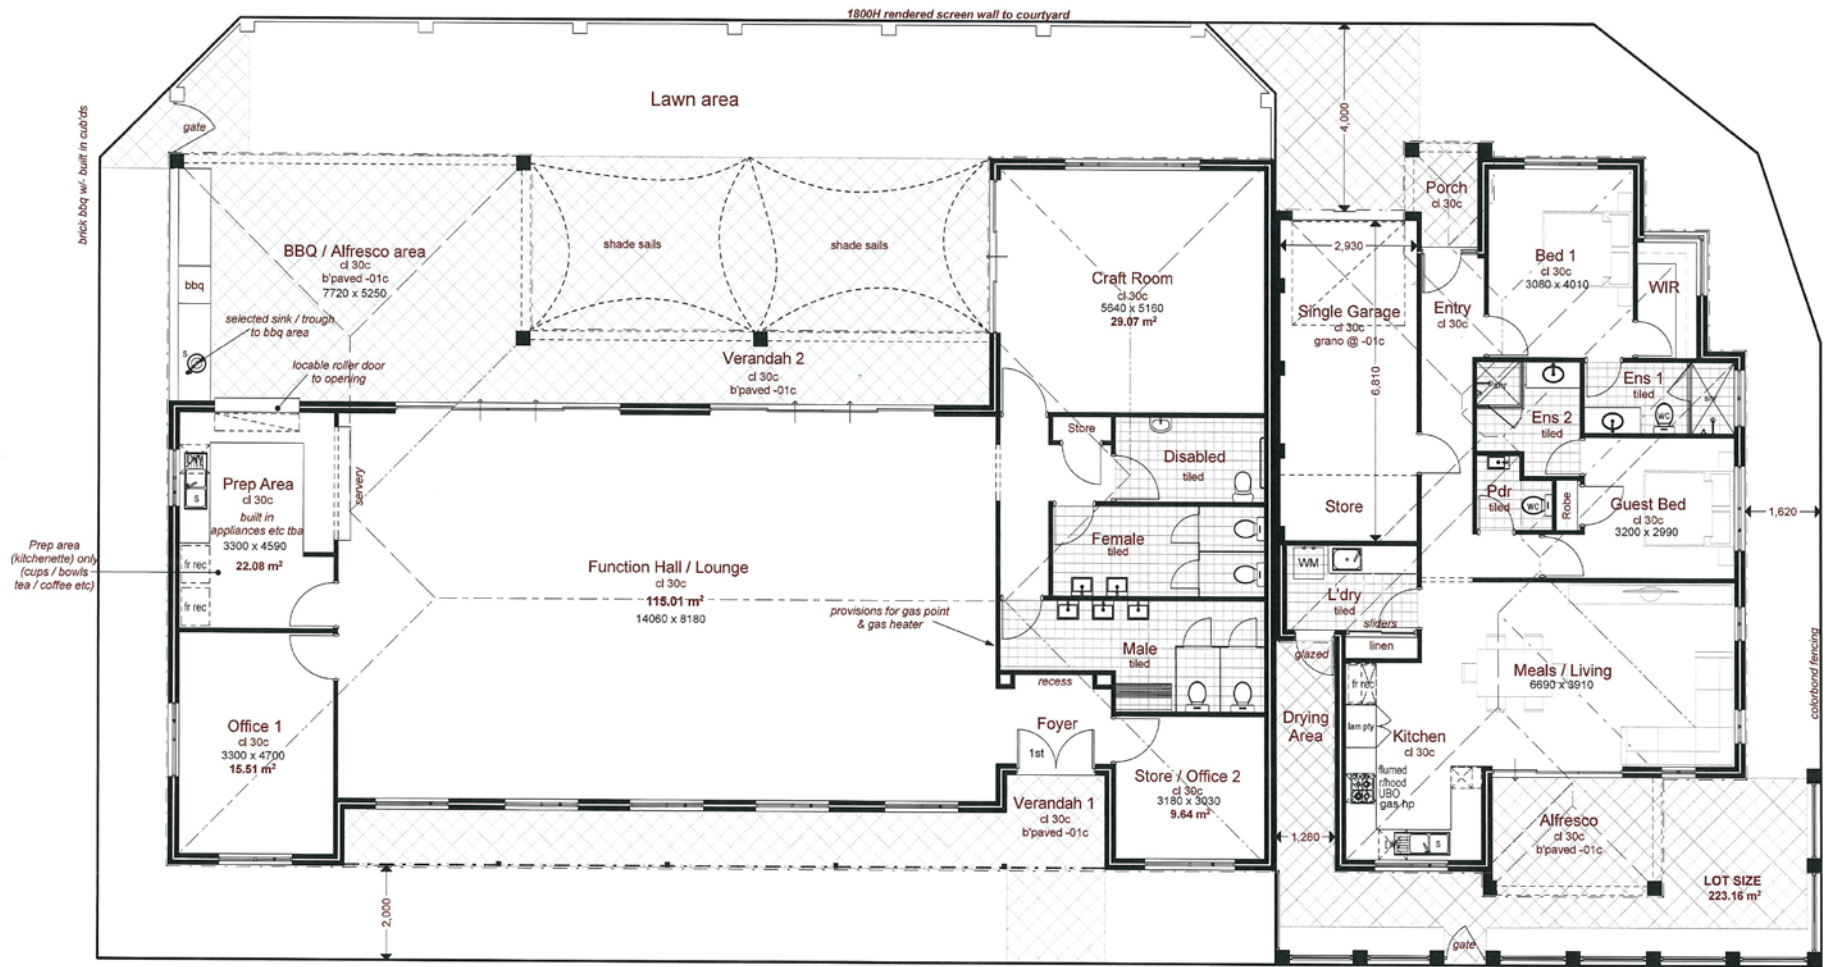 1800H rendered screen wall to courtyard
Lawn area
gate
brick bbq w/- built in cub'ds
BBQ / Alfresco area
cl 30c
b'paved -01c
7720 x 5250
bbq
selected sink / trough
to bbq area
S
locable roller door
to opening
shade sails
shade sails
Verandah 2
cl 30c
b'paved -01c
Craft Room
cl 30c
5640 x 5160
29.07 m²
4,000
2,930
Single Garage
cl 30c
grano @ -01c
6,810
Store
Porch
cl 30c
Entry
cl 30c
Bed 1
cl 30c
3080 x 4010
WIR
Ens 1
tiled
WC
shr
shr
Ens 2
tiled
Pdr
tiled
WC
Robe
Guest Bed
cl 30c
3200 x 2990
1,620
Prep Area
cl 30c
built in
appliances etc tba
3300 x 4590
22.08 m²
S
fr rec
fr rec
servery
Prep area
(kitchenette) only
(cups / bowls
tea / coffee etc)
Function Hall / Lounge
cl 30c
115.01 m²
14060 x 8180
Store
Disabled
tiled
Female
tiled
Male
tiled
provisions for gas point
& gas heater
recess
Foyer
1st
Office 1
cl 30c
3300 x 4700
15.51 m²
Verandah 1
cl 30c
b'paved -01c
Store / Office 2
cl 30c
3180 x 3030
9.64 m²
2,000
WM
L'dry
tiled
sliders
linen
glazed
Drying
Area
1,260
fr rec
lam pty
Kitchen
cl 30c
flumed
r/hood
UBO
gas hp
S
Meals / Living
6690 x 3910
Alfresco
cl 30c
b'paved -01c
LOT SIZE
223.16 m²
gate
colorbond fencing